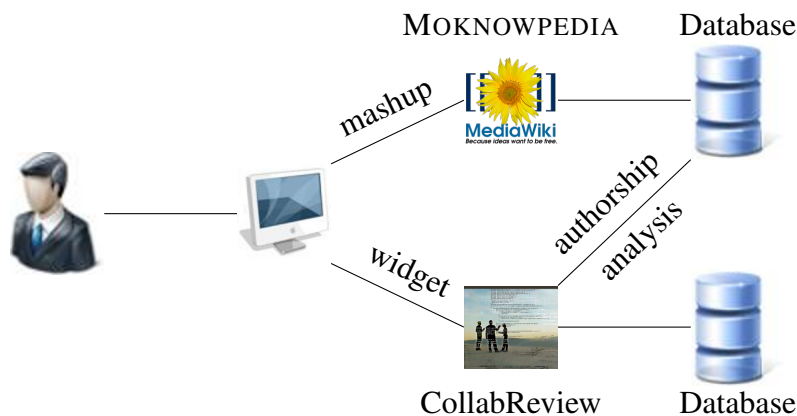 MOKNOWPEDIA
Database
mashup
[[ ]]
MediaWiki
Because ideas want to be free.
authorship
analysis
widget
CollabReview
Database